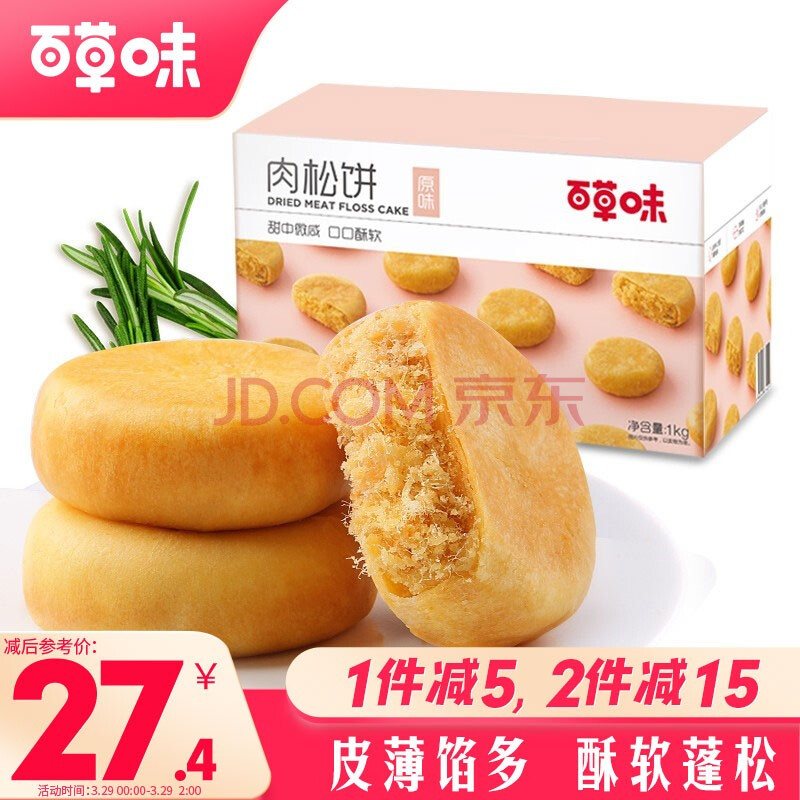 百草味
肉松饼
原味
DRIED MEAT FLOSS CAKE
甜中微咸 口口酥软
百草味
JD.COM 京东
净含量:1kg
减后参考价:
27.4¥
活动时间:3.29 00:00-3.29 2:00
1件减5, 2件减15
皮薄馅多 酥软蓬松